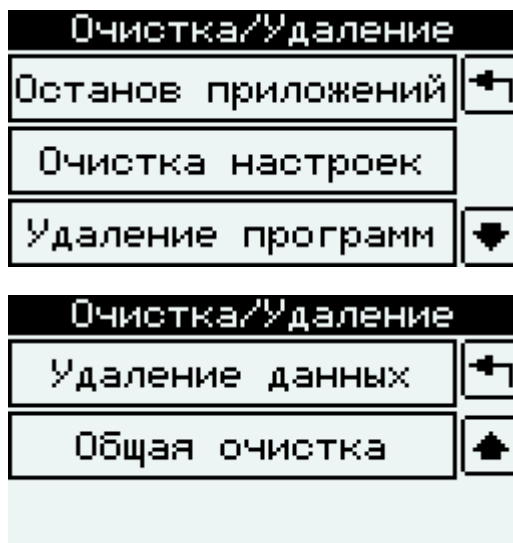 Очистка/Удаление
Останов приложений
Очистка настроек
Удаление программ
Очистка/Удаление
Удаление данных
Общая очистка